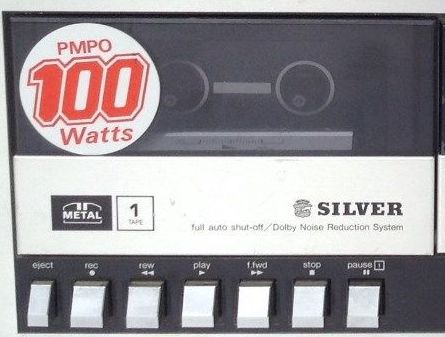 PMPO
100
Watts
METAL
1
TAPE
SILVER
full auto shut-off/Dolby Noise Reduction System
eject rec rew play f.fwd stop pause 1